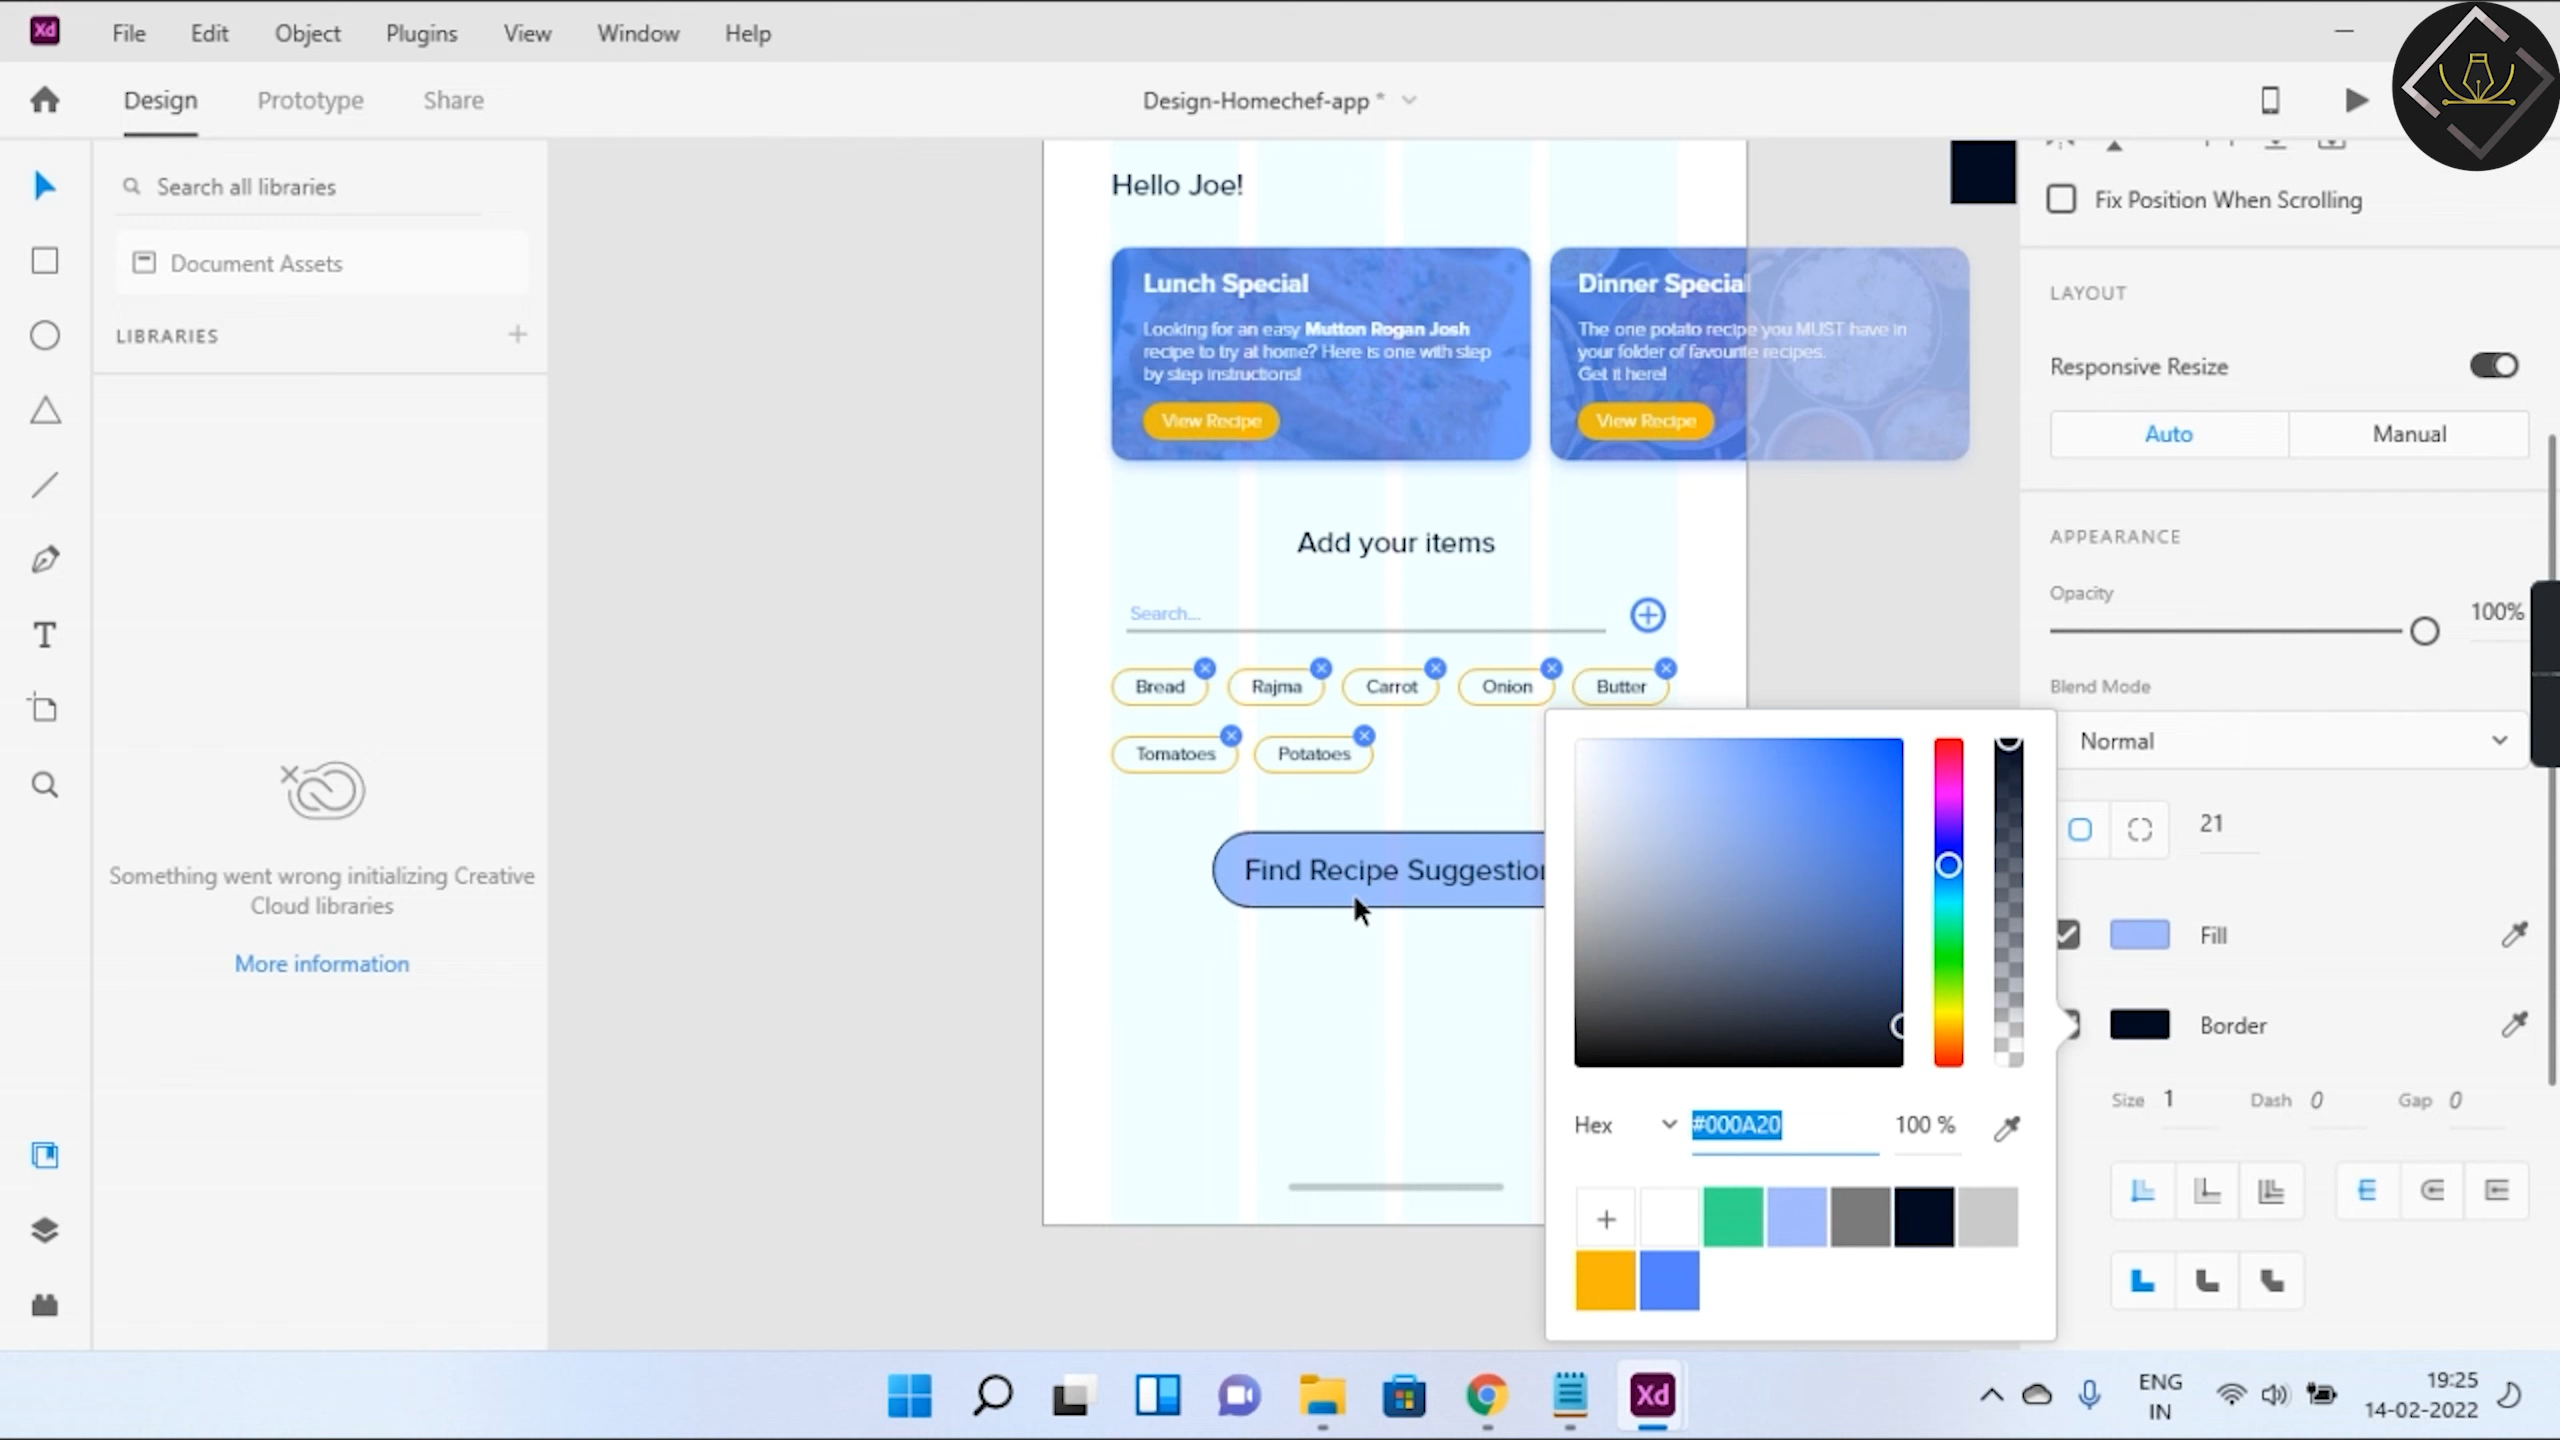 Xd File Edit Object Plugins View Window Help
Design Prototype Share
Design-Homechef-app *
Search all libraries
Document Assets
LIBRARIES
Something went wrong initializing Creative
Cloud libraries
More information
Hello Joe!
Lunch Special
Looking for an easy Mutton Rogan Josh
recipe to try at home? Here is one with step
by step instructions!
View Recipe
Dinner Special
The one potato recipe you MUST have in
your folder of favourite recipes.
Get it here!
View Recipe
Add your items
Search...
Bread Rajma Carrot Onion Butter
Tomatoes Potatoes
Find Recipe Suggestion
Hex #000A20 100 %
Fix Position When Scrolling
LAYOUT
Responsive Resize
Auto Manual
APPEARANCE
Opacity
100%
Blend Mode
Normal
21
Fill
Border
Size 1 Dash 0 Gap 0
Xd
ENG
IN
19:25
14-02-2022